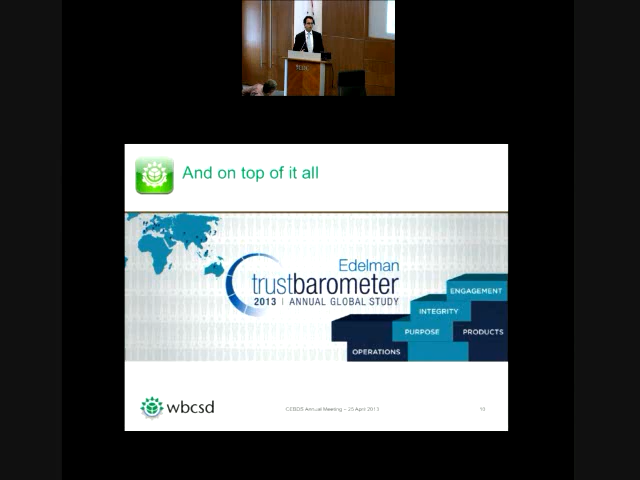 And on top of it all
Edelman
trustbarometer
2013 | ANNUAL GLOBAL STUDY
ENGAGEMENT
INTEGRITY
PURPOSE
PRODUCTS
OPERATIONS
wbcsd
CEBDS Annual Meeting – 25 April 2013
10